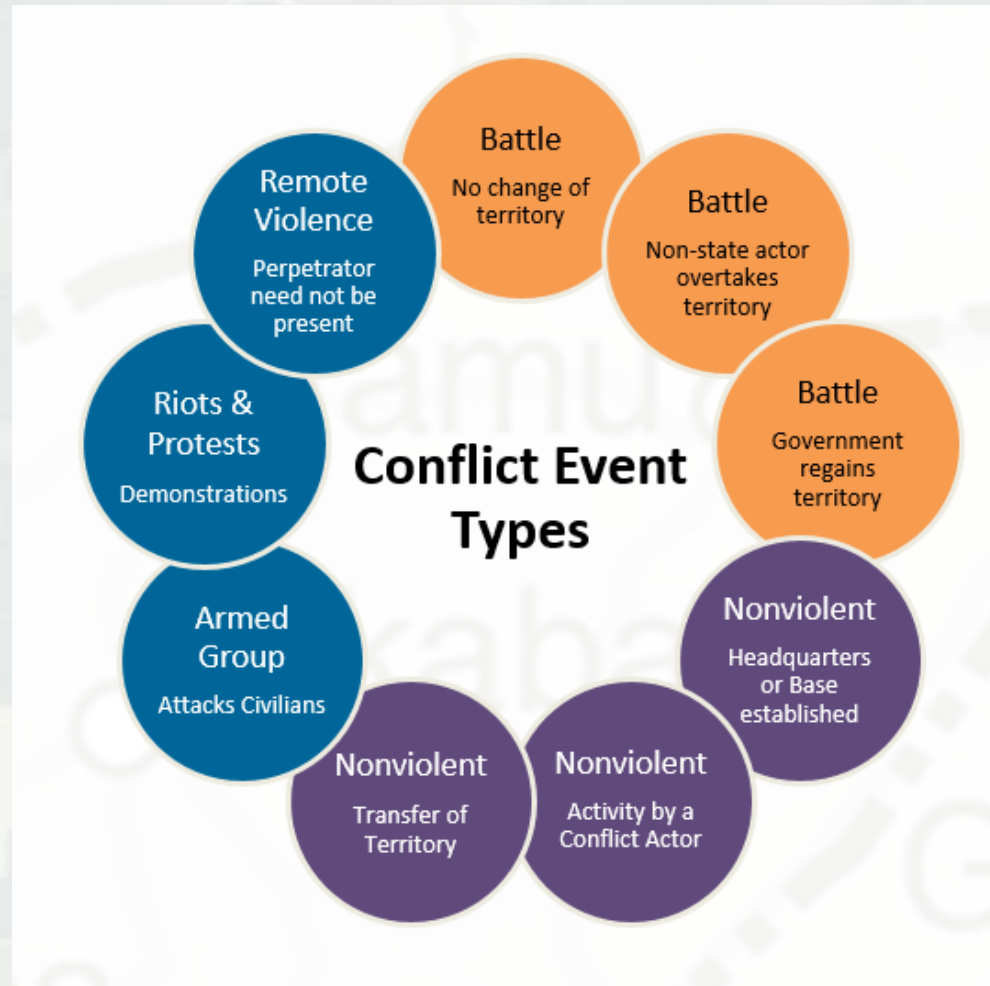 Battle
No change of
territory
Battle
Non-state actor
overtakes
territory
Battle
Government
regains
territory
Nonviolent
Headquarters
or Base
established
Nonviolent
Activity by a
Conflict Actor
Nonviolent
Transfer of
Territory
Armed
Group
Attacks Civilians
Riots &
Protests
Demonstrations
Remote
Violence
Perpetrator
need not be
present
Conflict Event
Types
amu
kaba